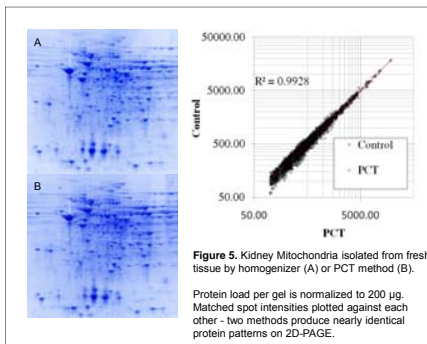 A
B
50000.00
5000.00
500.00
50.00
Control
R² = 0.9928
Control
PCT
50.00
5000.00
PCT
Figure 5. Kidney Mitochondria isolated from fresh
tissue by homogenizer (A) or PCT method (B).
Protein load per gel is normalized to 200 µg.
Matched spot intensities plotted against each
other - two methods produce nearly identical
protein patterns on 2D-PAGE.